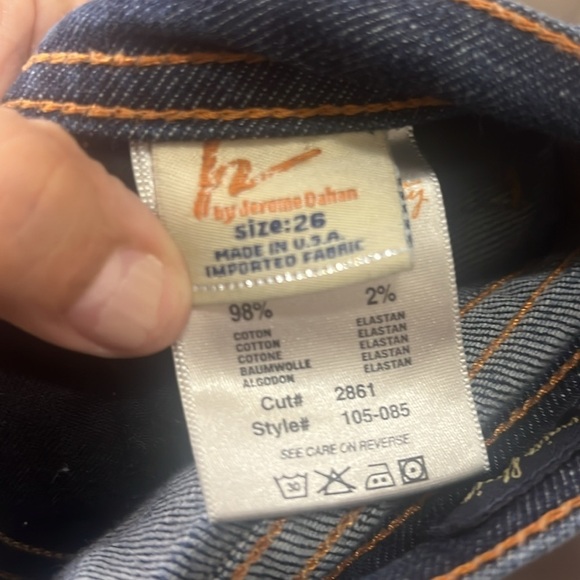 by Jerome Dahan
size:26
MADE IN U.S.A.
IMPORTED FABRIC
98% 2%
COTON ELASTAN
COTTON ELASTAN
COTONE ELASTAN
BAUMWOLLE ELASTAN
ALGODON ELASTAN
Cut# 2861
Style# 105-085
SEE CARE ON REVERSE
30